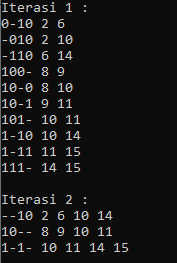 Iterasi 1 :
0-10 2 6
-010 2 10
-110 6 14
100- 8 9
10-0 8 10
10-1 9 11
101- 10 11
1-10 10 14
1-11 11 15
111- 14 15

Iterasi 2 :
--10 2 6 10 14
10-- 8 9 10 11
1-1- 10 11 14 15